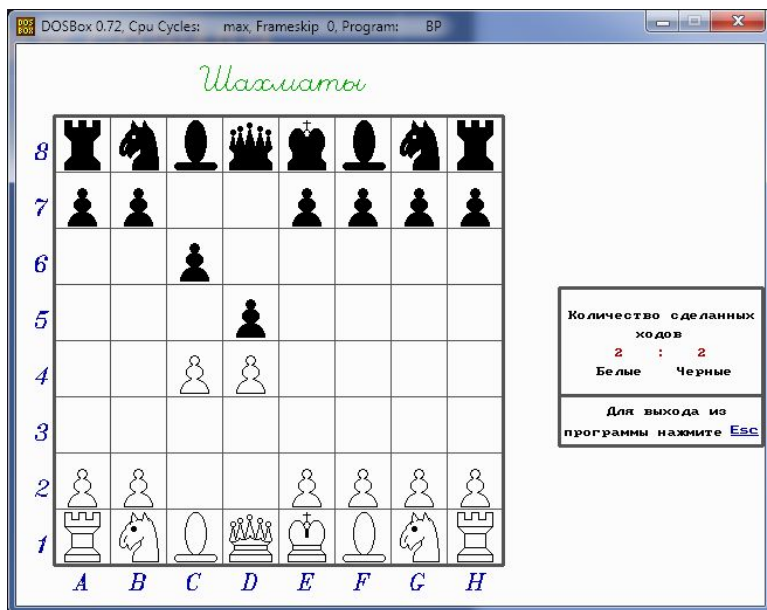 DOSBox 0.72, Cpu Cycles: max, Frameskip 0, Program: BP
Шахматы
8
7
6
5
4
3
2
1
A B C D E F G H
Количество сделанных
ходов
2 : 2
Белые Черные
Для выхода из
программы нажмите Esc